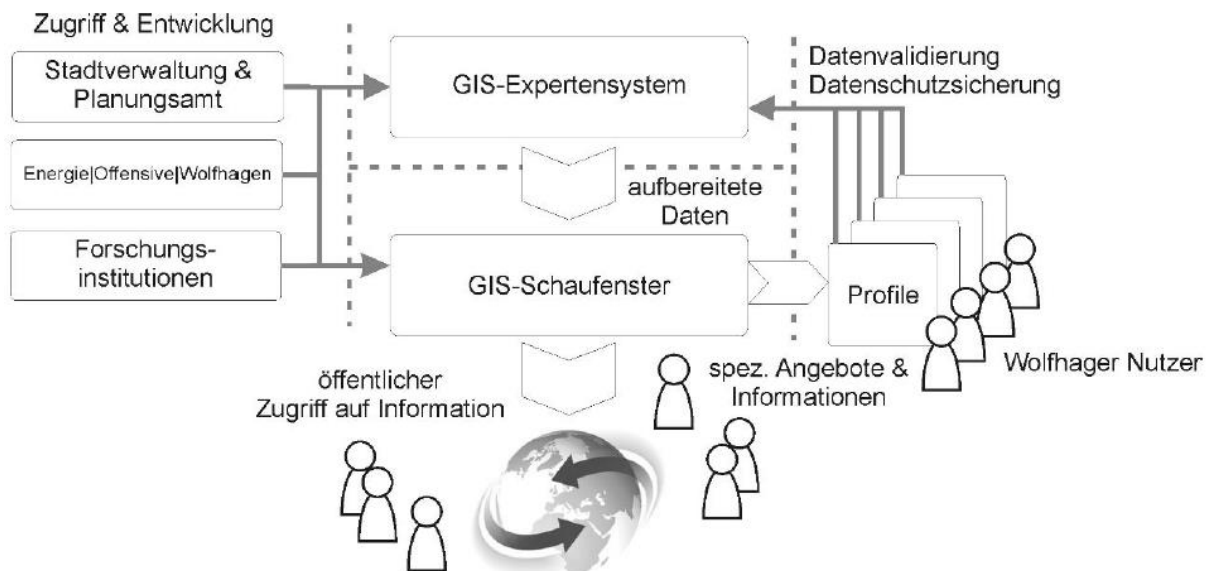 Zugriff & Entwicklung
Stadtverwaltung &
Planungsamt
Energie|Offensive|Wolfhagen
Forschungs-
institutionen
GIS-Expertensystem
Datenvalidierung
Datenschutzsicherung
aufbereitete
Daten
GIS-Schaufenster
Profile
Wolfhager Nutzer
öffentlicher
Zugriff auf Information
spez. Angebote &
Informationen